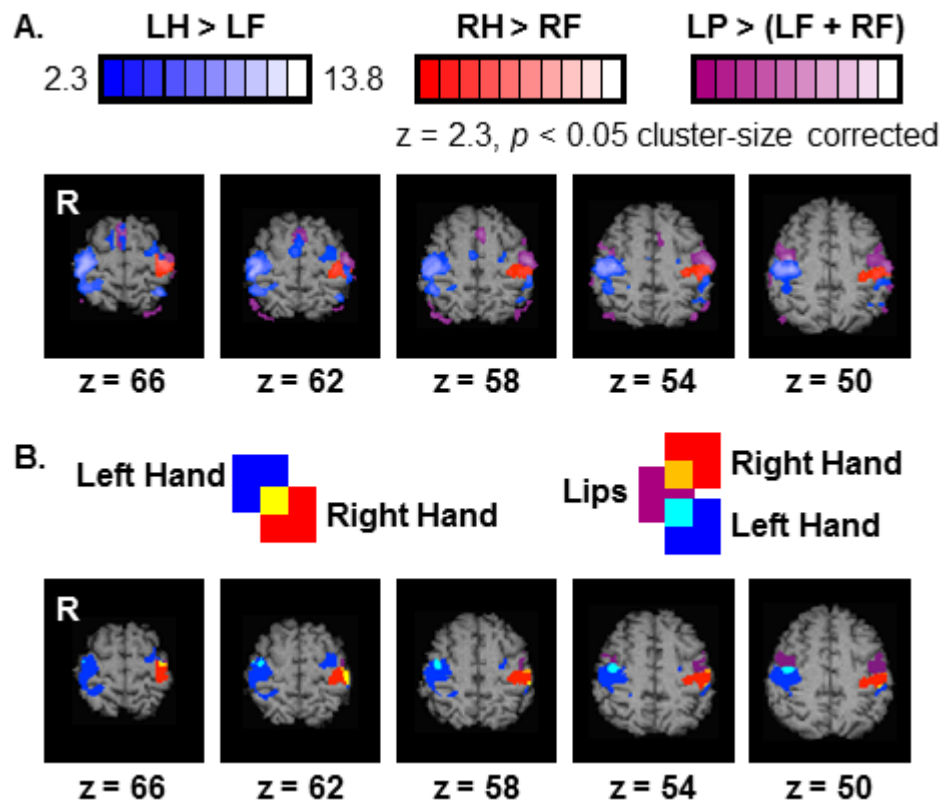 A. LH > LF RH > RF LP > (LF + RF)
2.3 13.8
z = 2.3, p < 0.05 cluster-size corrected
R
z = 66 z = 62 z = 58 z = 54 z = 50
B.
Left Hand
Right Hand
Lips
Right Hand
Left Hand
R
z = 66 z = 62 z = 58 z = 54 z = 50